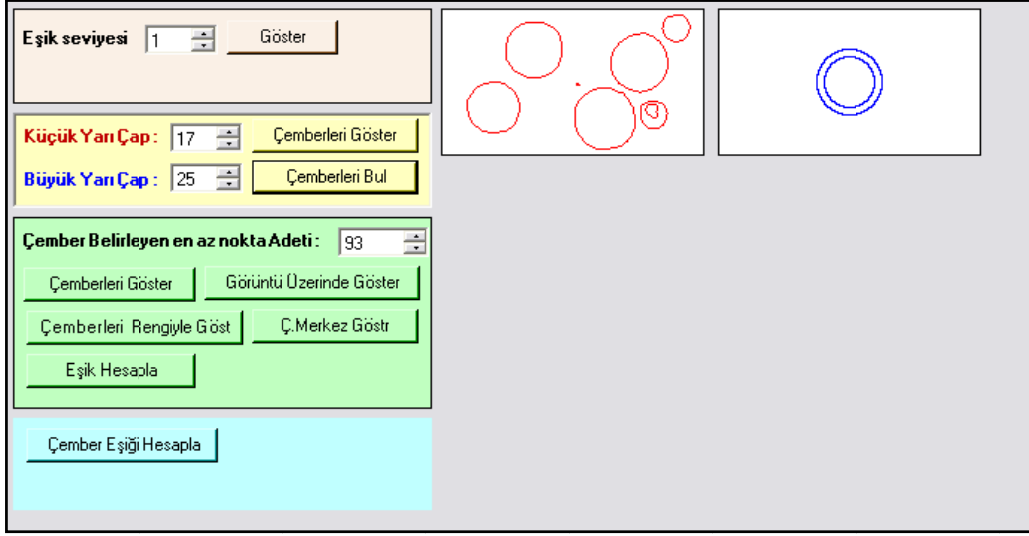 Eşik seviyesi 1 Göster
Küçük Yarı Çap : 17 Çemberleri Göster
Büyük Yarı Çap : 25 Çemberleri Bul
Çember Belirleyen en az nokta Adeti : 93
Çemberleri Göster Görüntü Üzerinde Göster
Çemberleri Rengiyle Göst Ç.Merkez Göstr
Eşik Hesapla
Çember Eşiği Hesapla